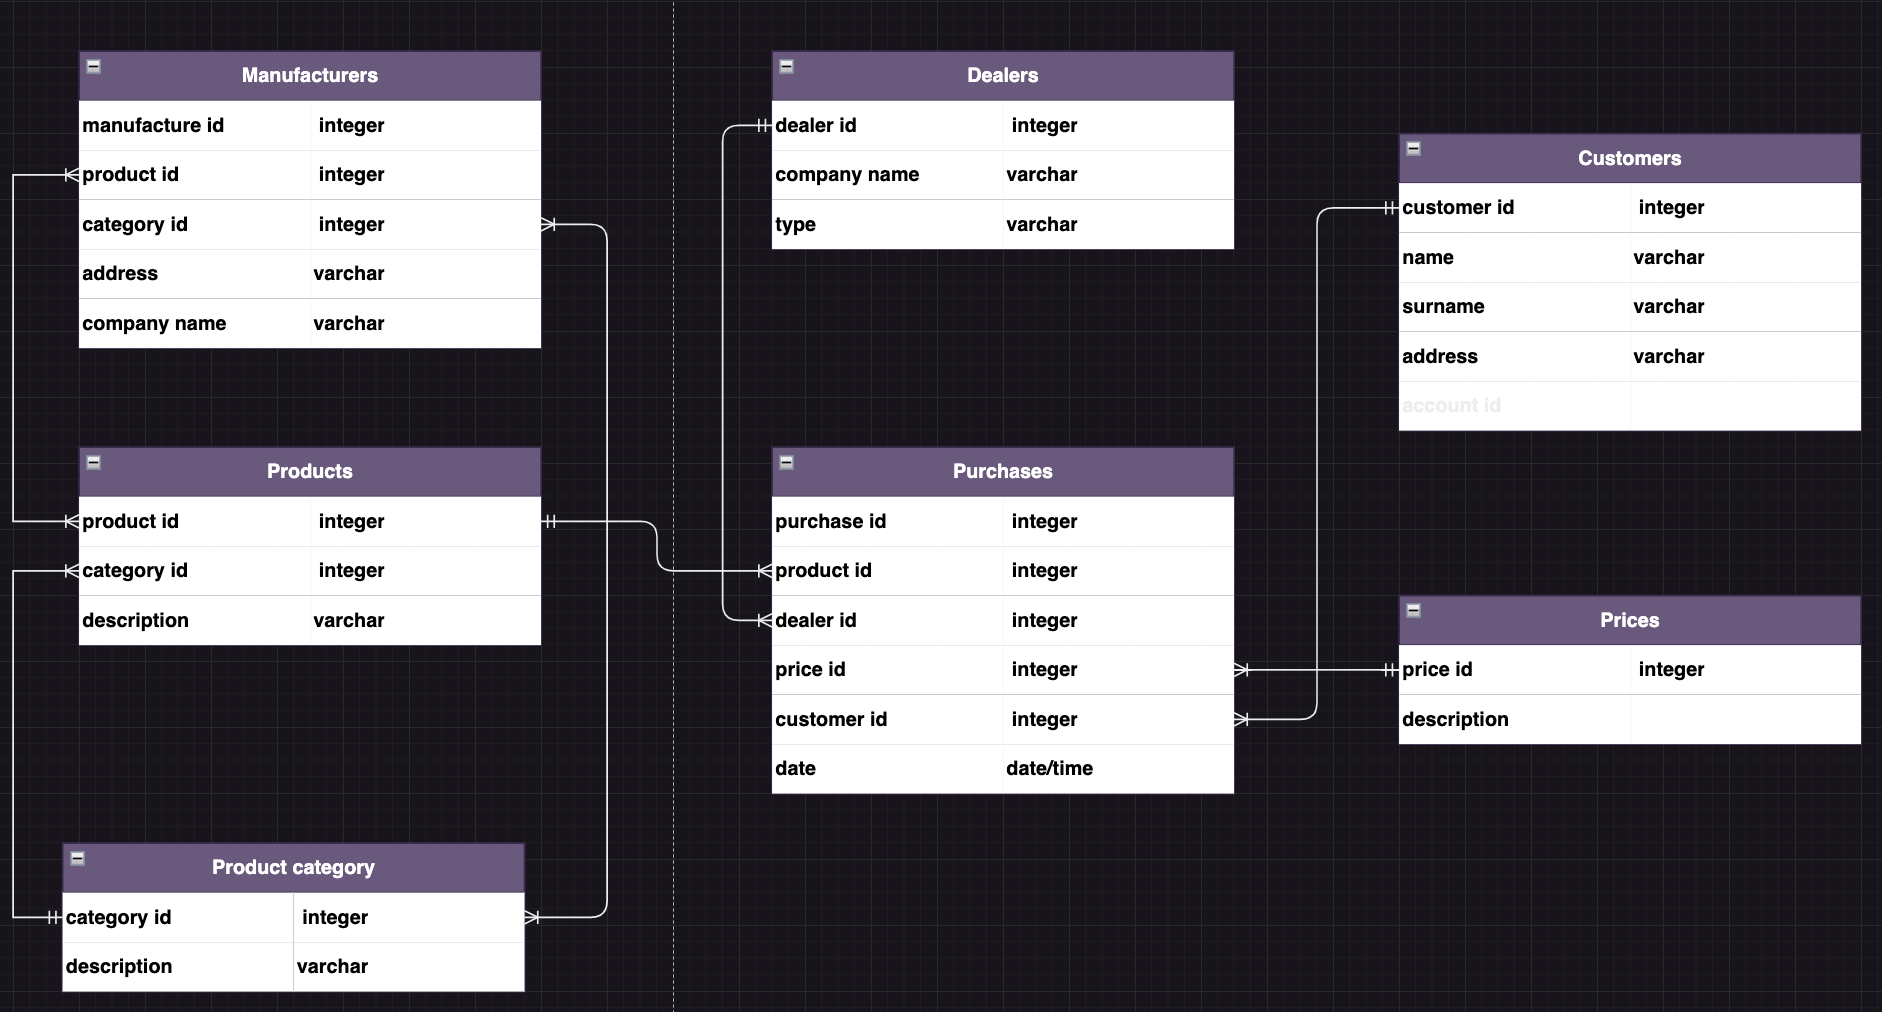 Manufacturers
manufacture id integer
product id integer
category id integer
address varchar
company name varchar
Dealers
dealer id integer
company name varchar
type varchar
Customers
customer id integer
name varchar
surname varchar
address varchar
account id
Products
product id integer
category id integer
description varchar
Purchases
purchase id integer
product id integer
dealer id integer
price id integer
customer id integer
date date/time
Prices
price id integer
description
Product category
category id integer
description varchar